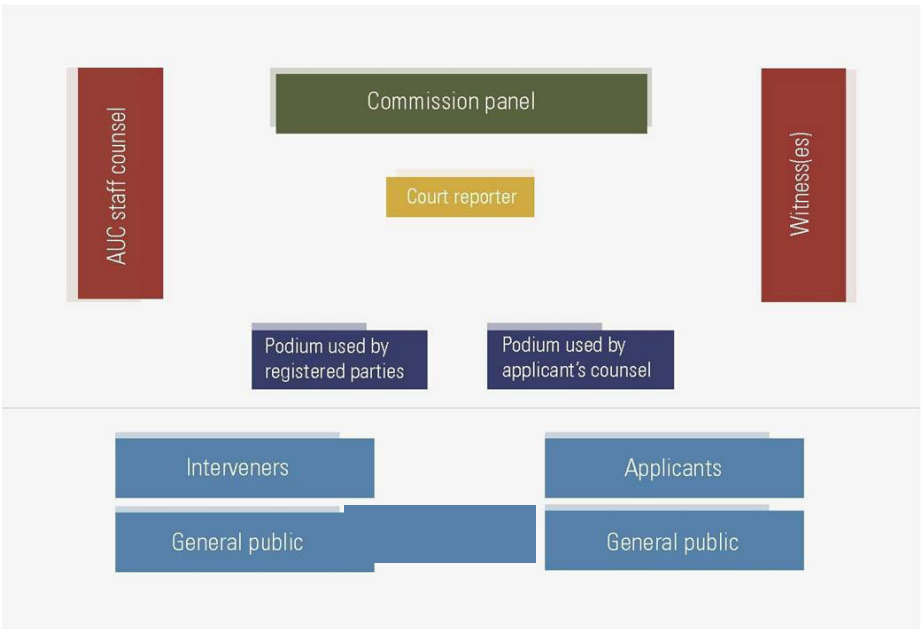 Commission panel
AUC staff counsel
Witness(es)
Court reporter
Podium used by
registered parties
Podium used by
applicant's counsel
Interveners
Applicants
General public
General public